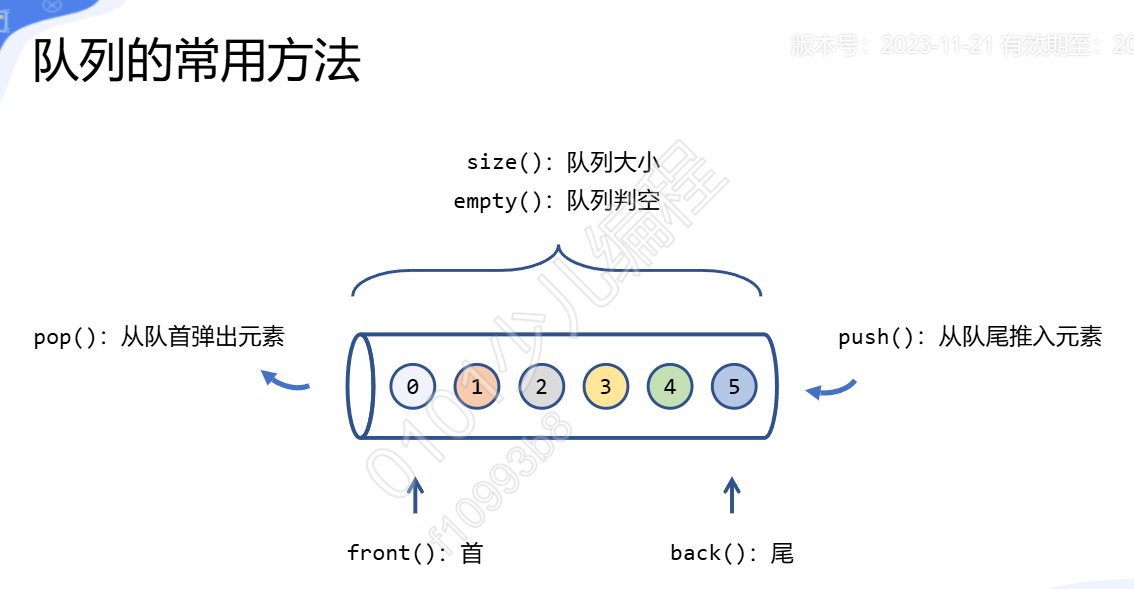 队列的常用方法
版本号：2023-11-21 有效期至：20
size()：队列大小
empty()：队列判空
pop()：从队首弹出元素
push()：从队尾推入元素
0 1 2 3 4 5
front()：首
back()：尾
0101少儿编程
f10993b8